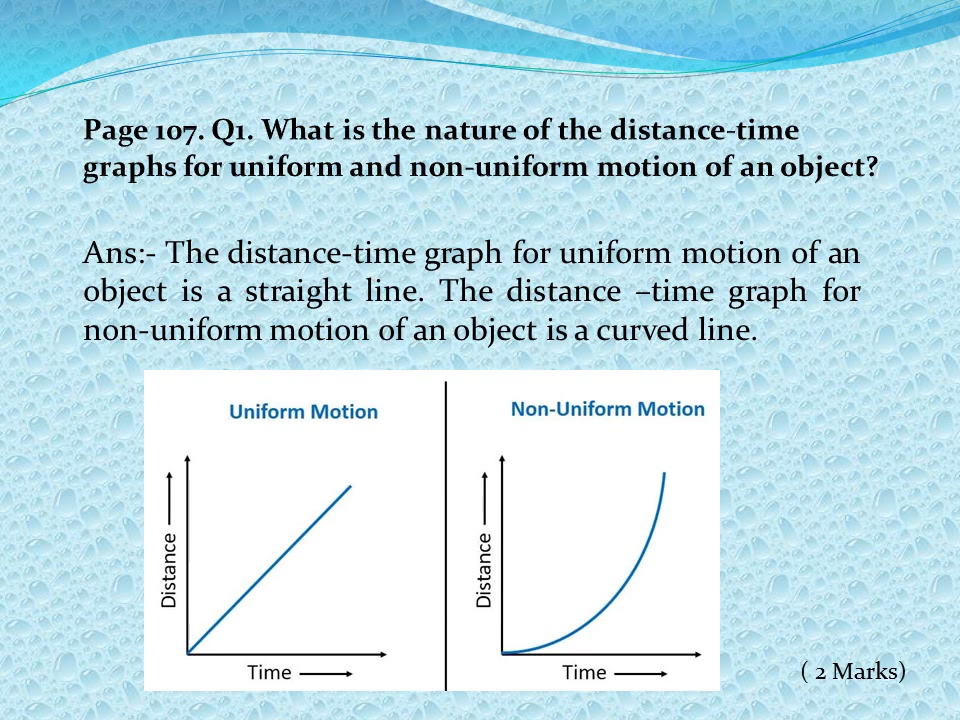 Page 107. Q1. What is the nature of the distance-time
graphs for uniform and non-uniform motion of an object?
Ans:- The distance-time graph for uniform motion of an
object is a straight line. The distance –time graph for
non-uniform motion of an object is a curved line.
Uniform Motion
Distance
Time
Non-Uniform Motion
Distance
Time
( 2 Marks)